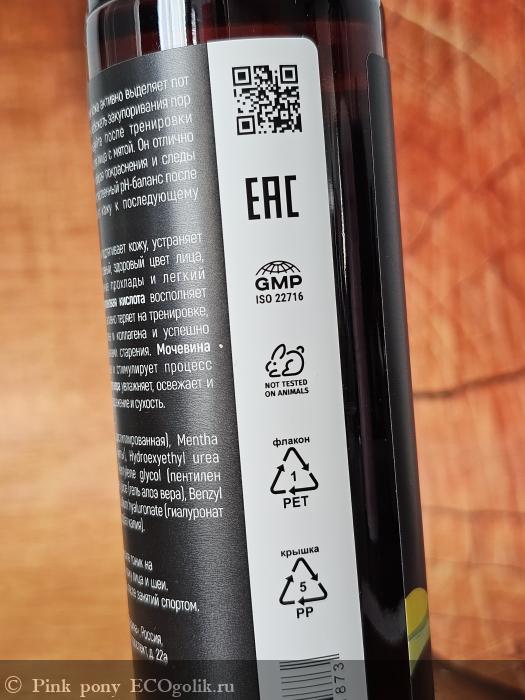 активно выделяет пот
закупоривания пор
после тренировки
с мятой. Он отлично
покраснения и следы
pH-баланс после
кожу к последующему
кожу, устраняет
здоровый цвет лица,
прохлады и легкий
кислота восполняет
теряет на тренировке,
и коллагена и успешно
старения. Мочевина
и стимулирует процесс
увлажняет, освежает и
и сухость.
Mentha
Hydroexyethyl urea
glycol (пентилен
(гель алоэ вера), Benzyl
hyaluronate (гиалуронат
тоник на
лица и шеи.
занятий спортом.
Россия,
д. 22а
EAC
GMP
ISO 22716
NOT TESTED
ON ANIMALS
флакон
1
PET
крышка
5
PP
873
© Pink pony ECOgolik.ru